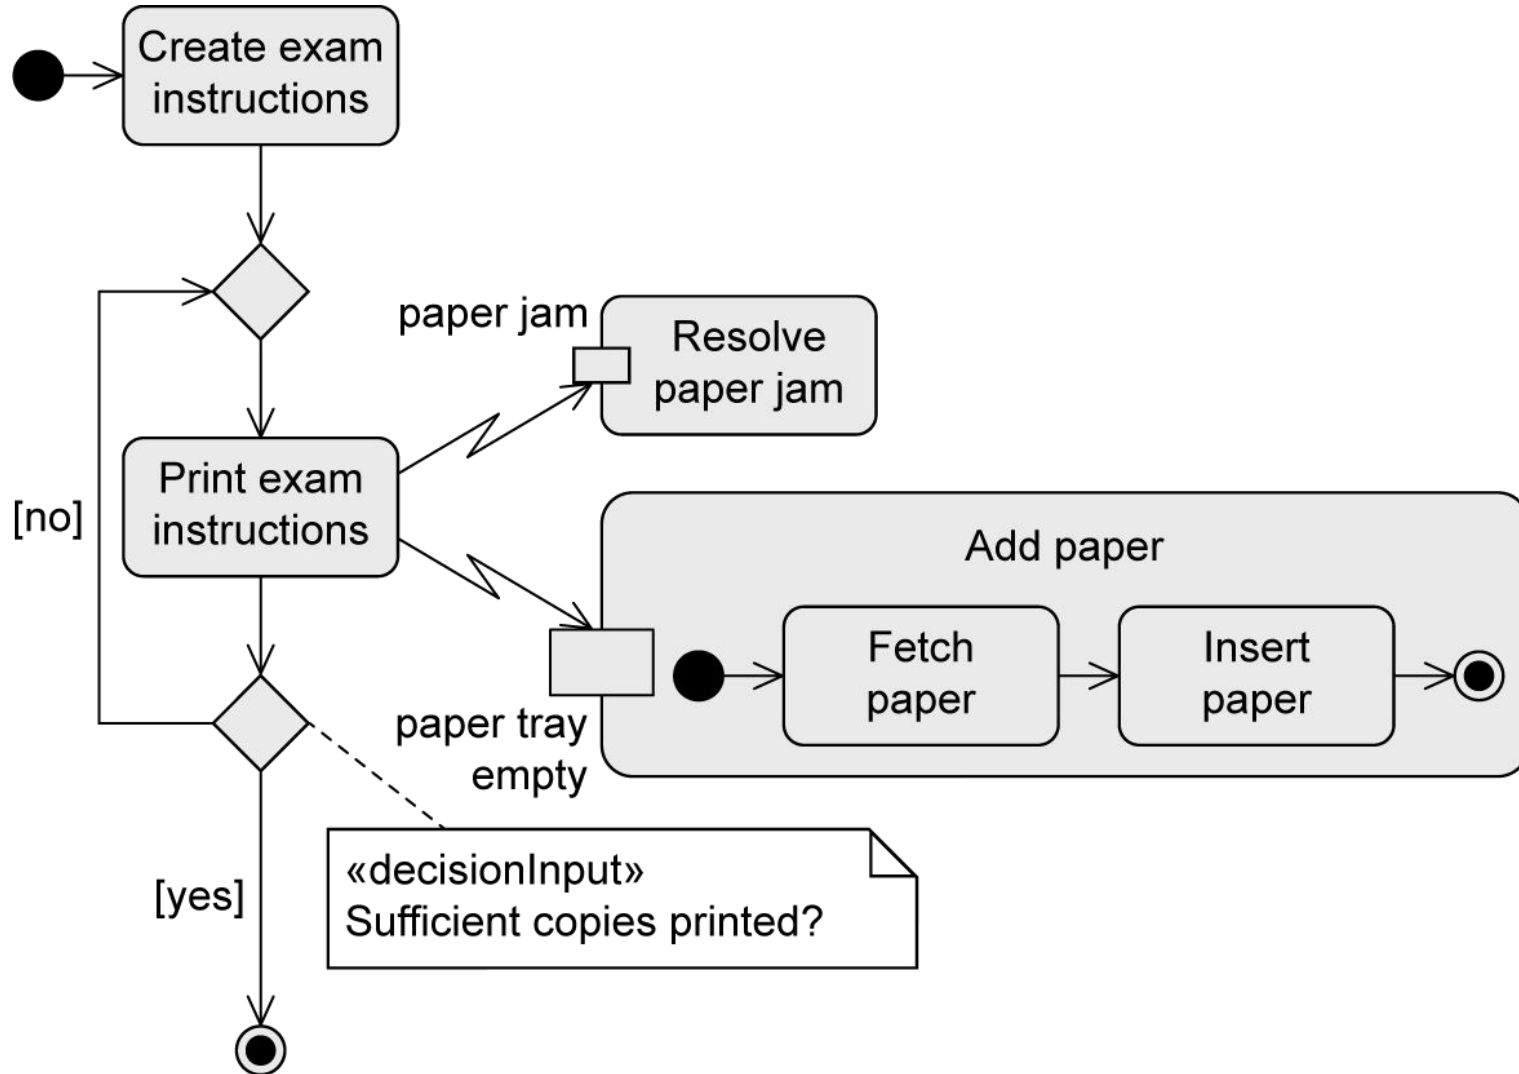 Create exam
instructions
paper jam
Resolve
paper jam
Print exam
instructions
[no]
Add paper
Fetch
paper
Insert
paper
paper tray
empty
«decisionInput»
Sufficient copies printed?
[yes]